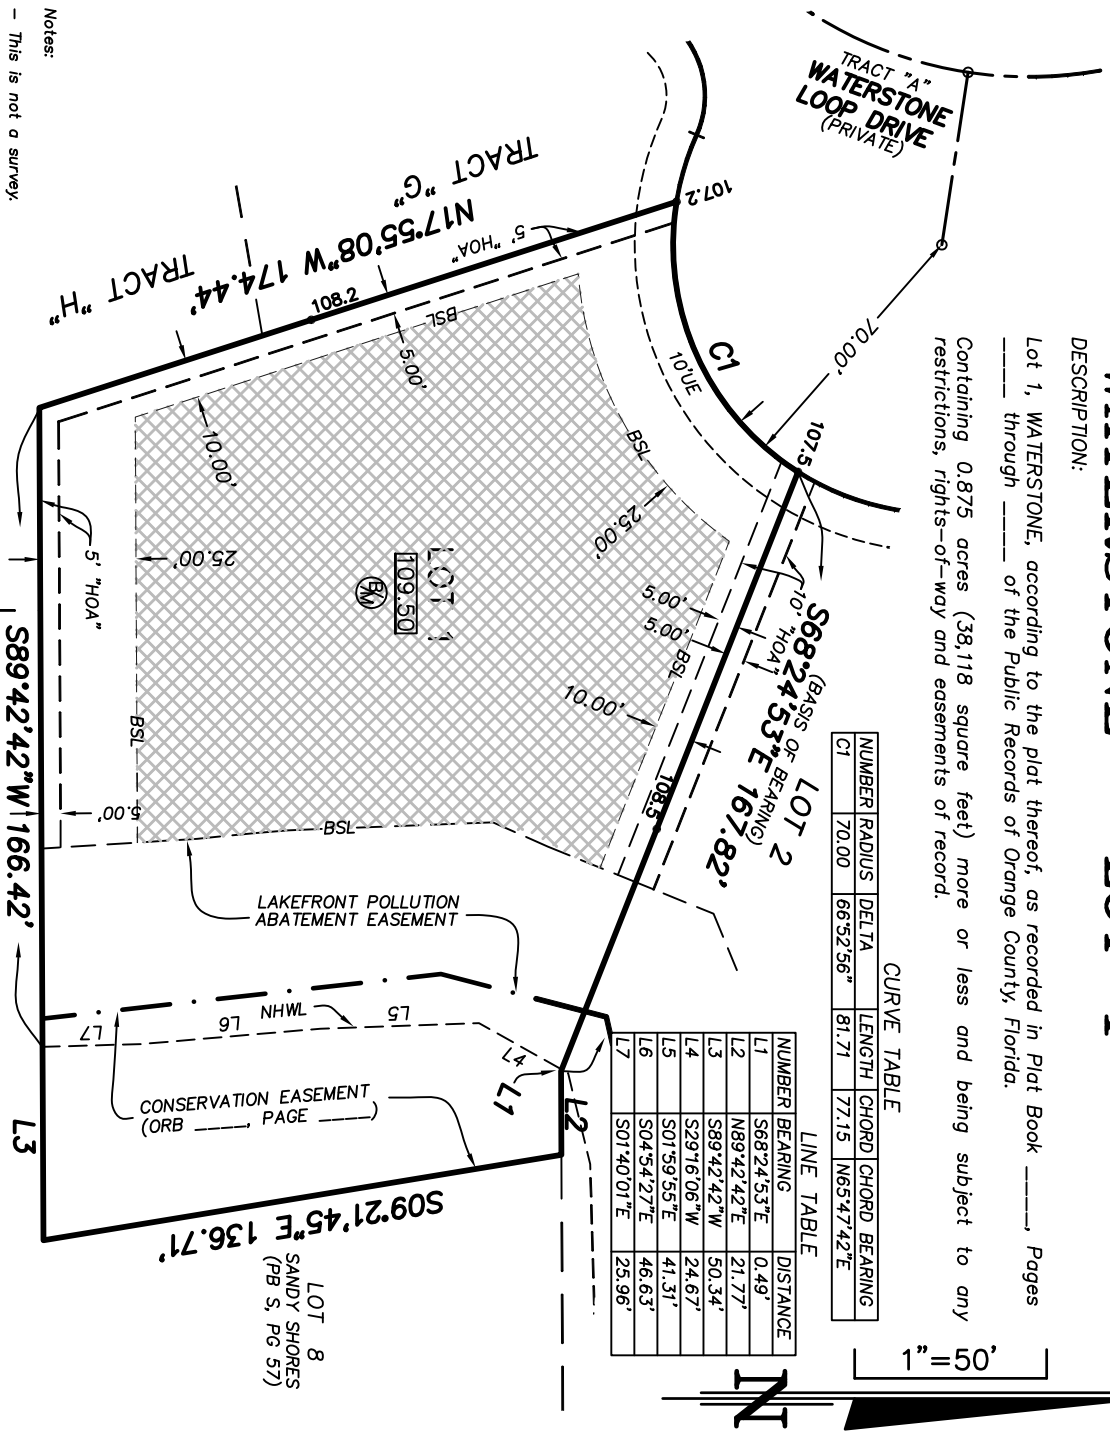 DESCRIPTION:
Lot 1, WATERSTONE, according to the plat thereof, as recorded in Plat Book _____, Pages
_____ through _____ of the Public Records of Orange County, Florida.
Containing 0.875 acres (38,118 square feet) more or less and being subject to any
restrictions, rights-of-way and easements of record.
CURVE TABLE
NUMBER RADIUS DELTA LENGTH CHORD CHORD BEARING
C1 70.00 66°52'56" 81.71 77.15 N65°47'42"E
LINE TABLE
NUMBER BEARING DISTANCE
L1 S68°24'53"E 0.49'
L2 N89°42'42"E 21.77'
L3 S89°42'42"W 50.34'
L4 S29°16'06"W 24.67'
L5 S01°59'55"E 41.31'
L6 S04°54'27"E 46.63'
L7 S01°40'01"E 25.96'
1"=50'
N
TRACT "A"
WATERSTONE
LOOP DRIVE
(PRIVATE)
70.00'
107.2
107.5
C1
10'UE
TRACT "G"
N17°55'08"W 174.44'
TRACT "H"
5' "HOA"
108.2
BSL
5.00'
10.00'
BSL
25.00'
LOT 1
109.50
B/M
25.00'
5' "HOA"
BSL
5.00'
S89°42'42"W 166.42'
10' "HOA"
5.00'
5.00'
BSL
10.00'
S68°24'53"E 167.82'
(BASIS OF BEARING)
LOT 2
108.5
BSL
LAKEFRONT POLLUTION
ABATEMENT EASEMENT
NHWL
L4
L5
L6
L7
L1
L2
L3
CONSERVATION EASEMENT
(ORB _____, PAGE _____)
S09°21'45"E 136.71'
LOT 8
SANDY SHORES
(PB S, PG 57)
Notes:
- This is not a survey.